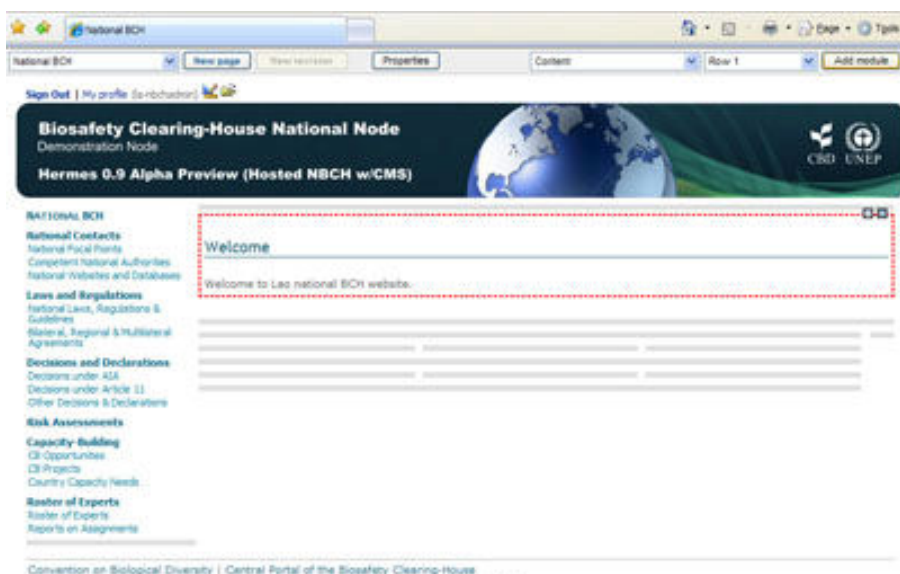 National BCH
Page
Tools
National BCH
New page
New revision
Properties
Content
Row 1
Add module
Sign Out | My profile
Biosafety Clearing-House National Node
Demonstration Node
Hermes 0.9 Alpha Preview (Hosted NBCH w/CMS)
CBD UNEP
NATIONAL BCH
National Contacts
National Focal Points
Competent National Authorities
National Websites and Databases
Laws and Regulations
National Laws, Regulations &
Guidelines
Bilateral, Regional & Multilateral
Agreements
Decisions and Declarations
Decisions under AIA
Decisions under Article 11
Other Decisions & Declarations
Risk Assessments
Capacity-Building
CB Opportunities
CB Projects
Country Capacity Needs
Roster of Experts
Roster of Experts
Reports on Assignments
Welcome
Welcome to Lao national BCH website.
Convention on Biological Diversity | Central Portal of the Biosafety Clearing-House